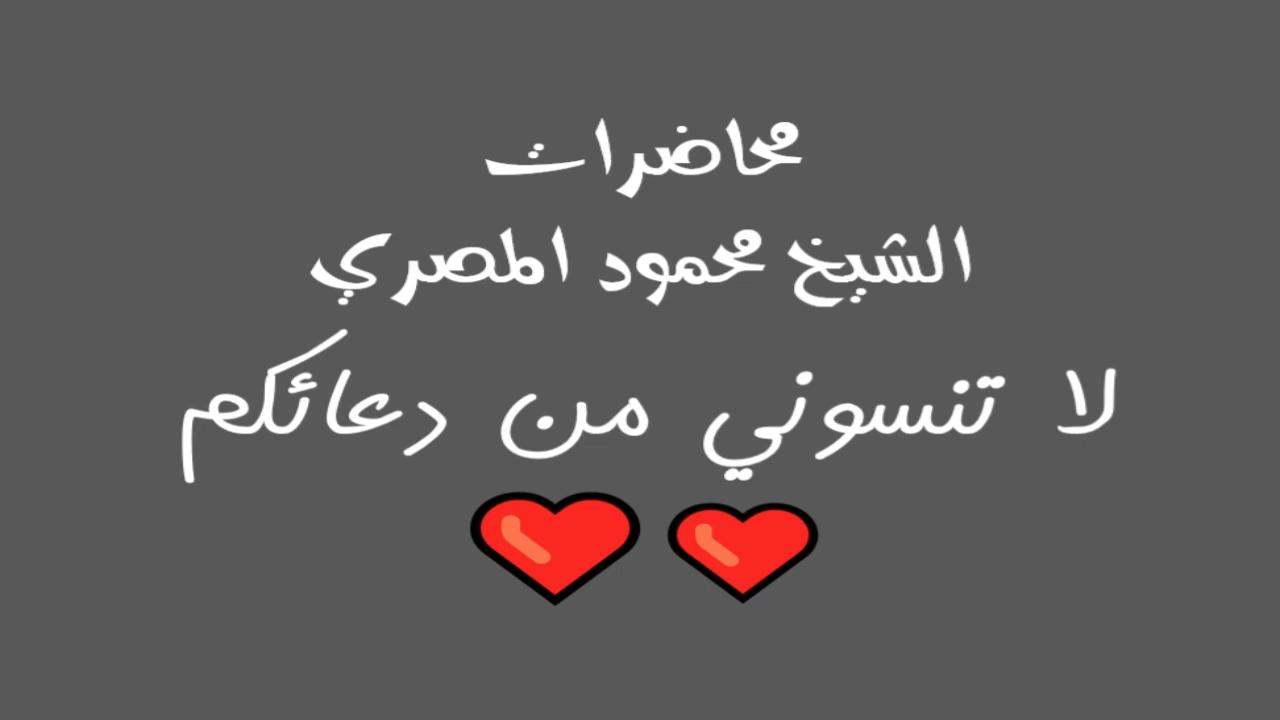 محاضرات
الشيخ محمود المصري
لا تنسوني من دعائكم